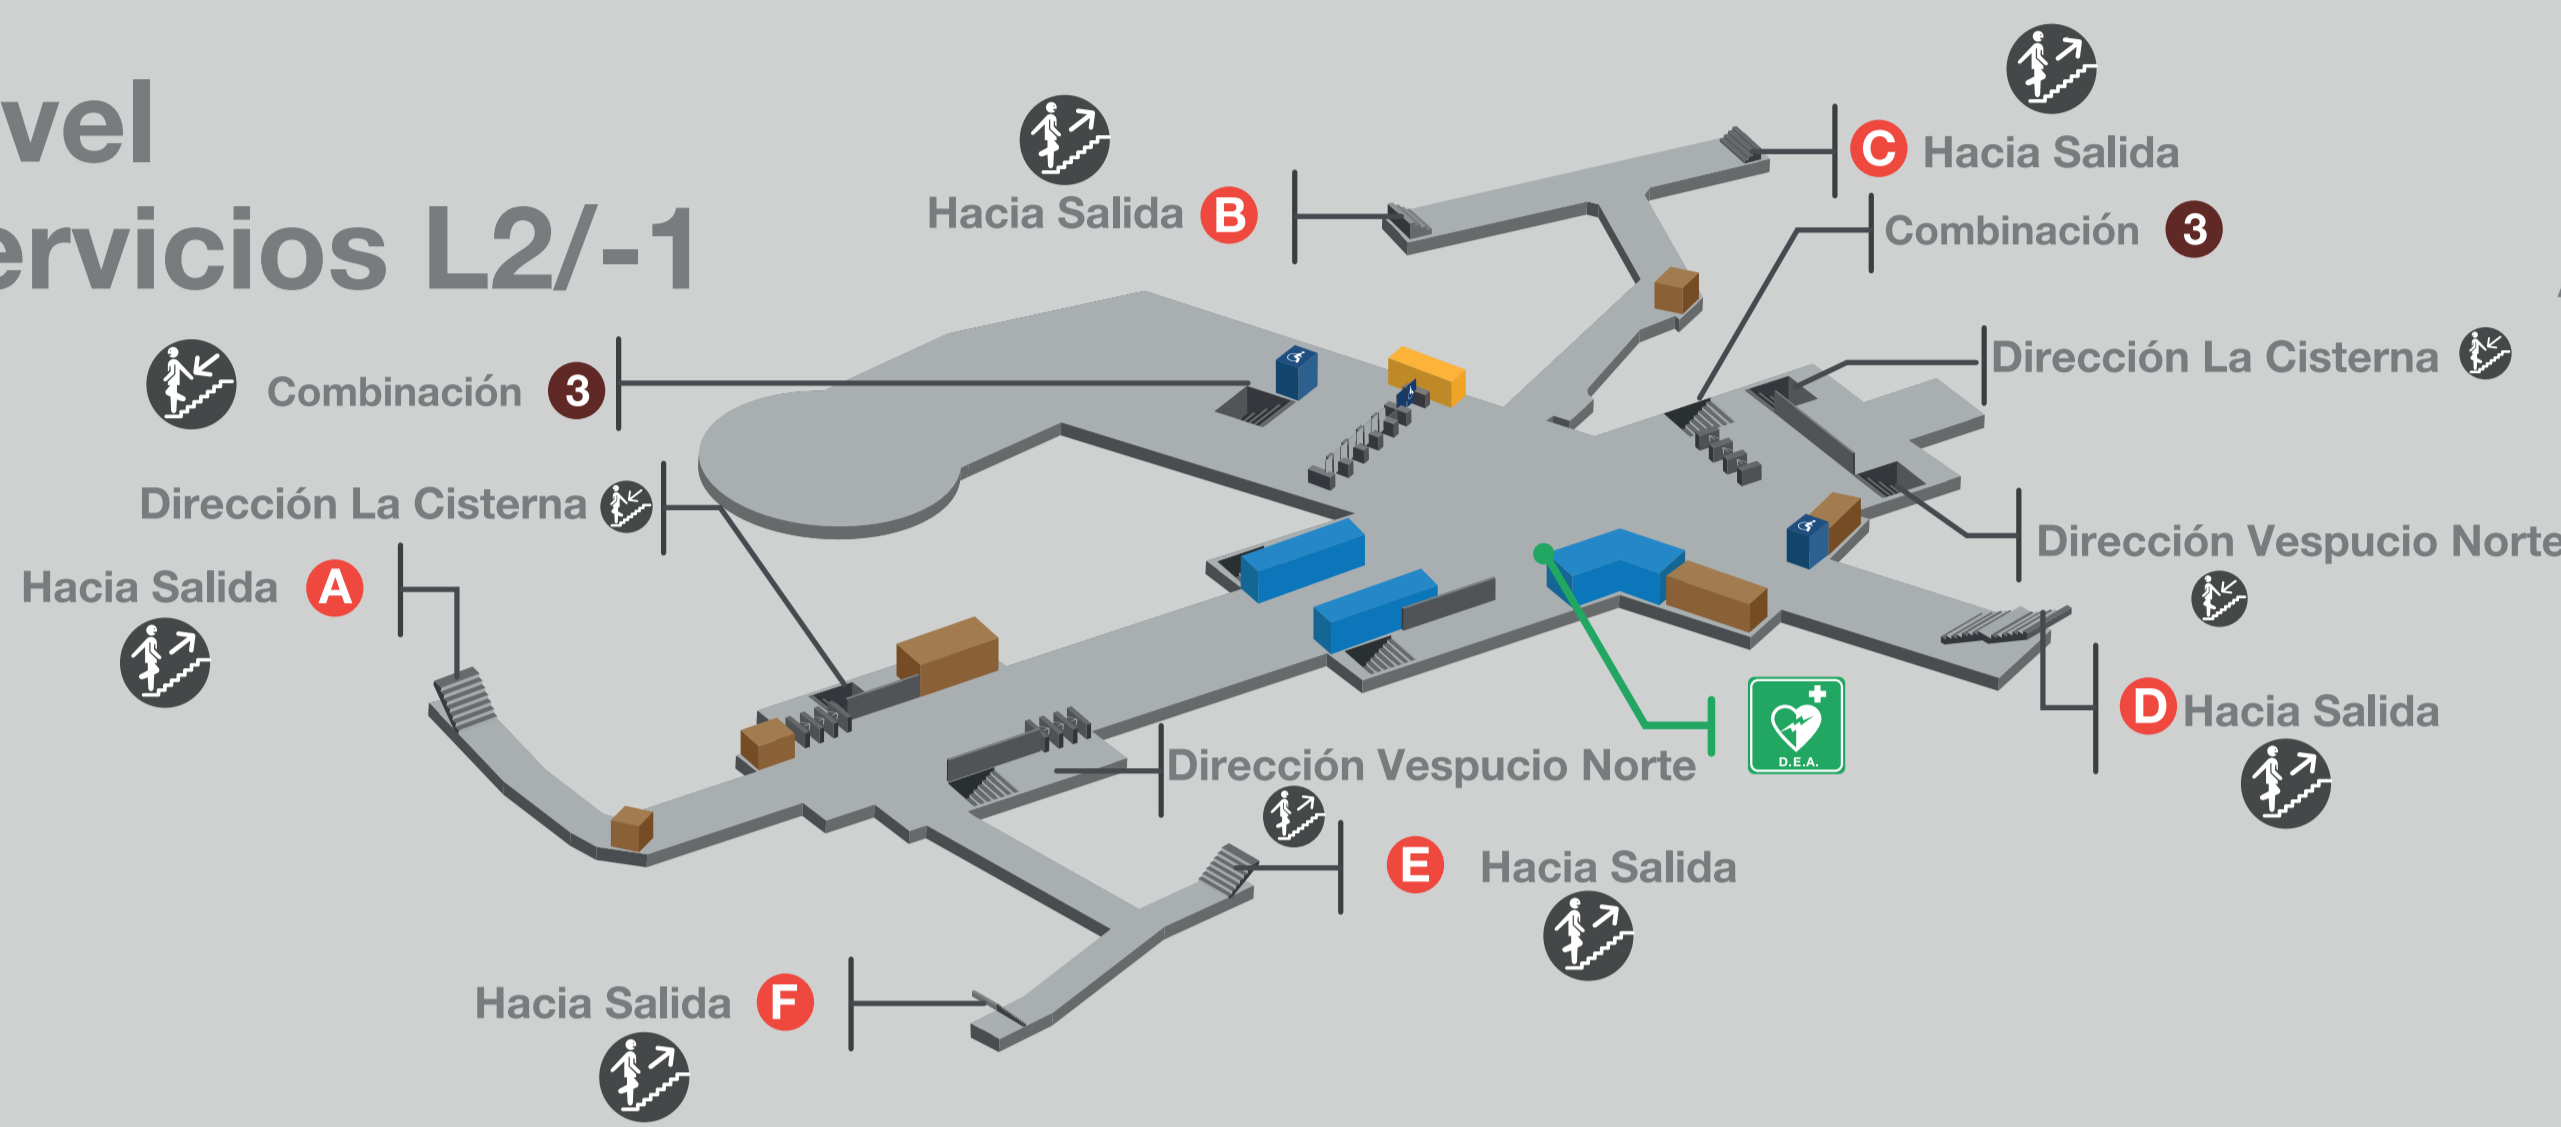 vel
ervicios L2/-1
C Hacia Salida
Hacia Salida B
Combinación 3
Combinación 3
Dirección La Cisterna
Dirección La Cisterna
Hacia Salida A
Dirección Vespucio Norte
D Hacia Salida
D.E.A.
Dirección Vespucio Norte
E Hacia Salida
Hacia Salida F